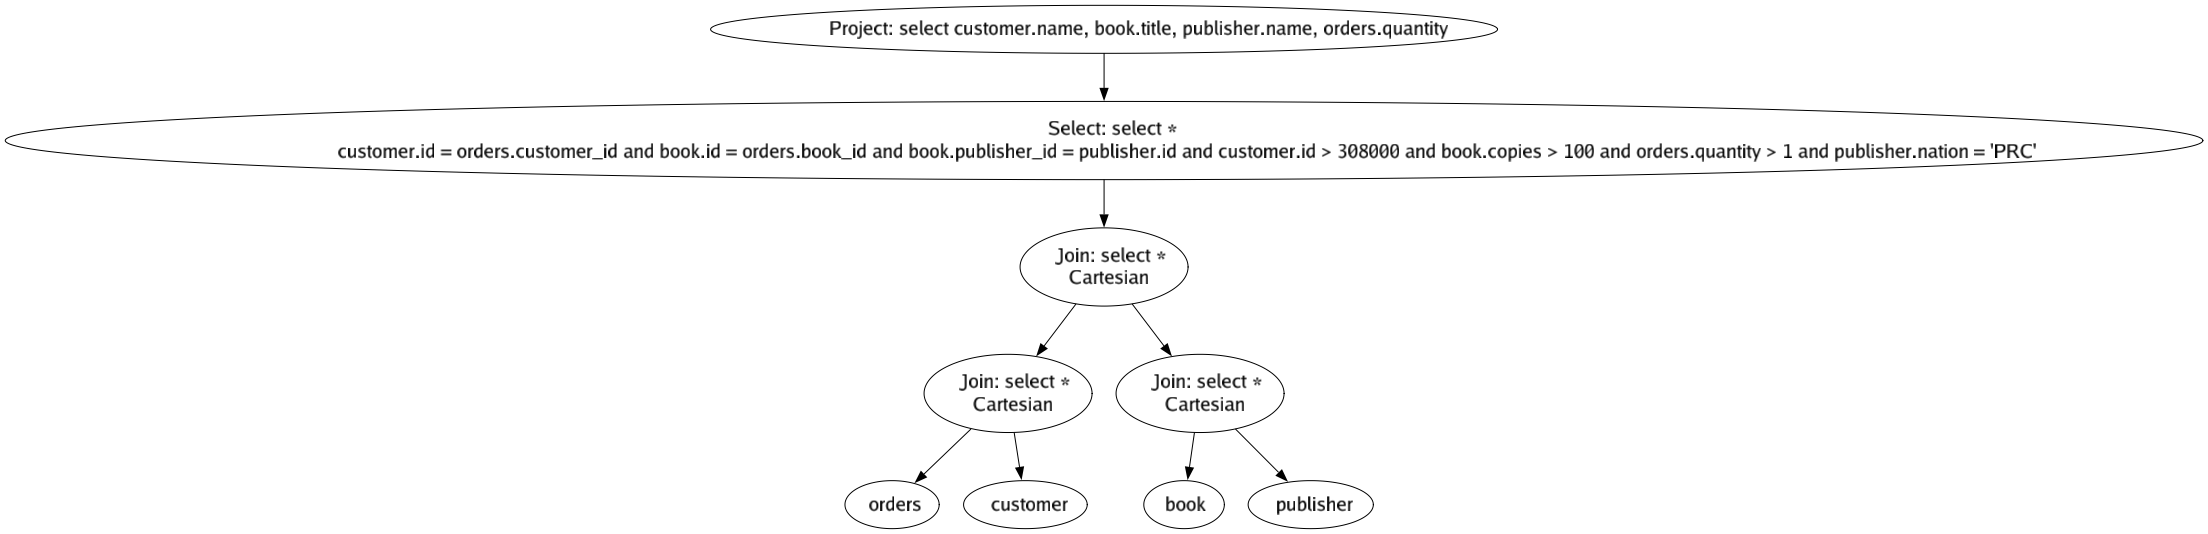 Project: select customer.name, book.title, publisher.name, orders.quantity
Select: select *
customer.id = orders.customer_id and book.id = orders.book_id and book.publisher_id = publisher.id and customer.id > 308000 and book.copies > 100 and orders.quantity > 1 and publisher.nation = 'PRC'
Join: select *
Cartesian
Join: select *
Cartesian
Join: select *
Cartesian
orders
customer
book
publisher